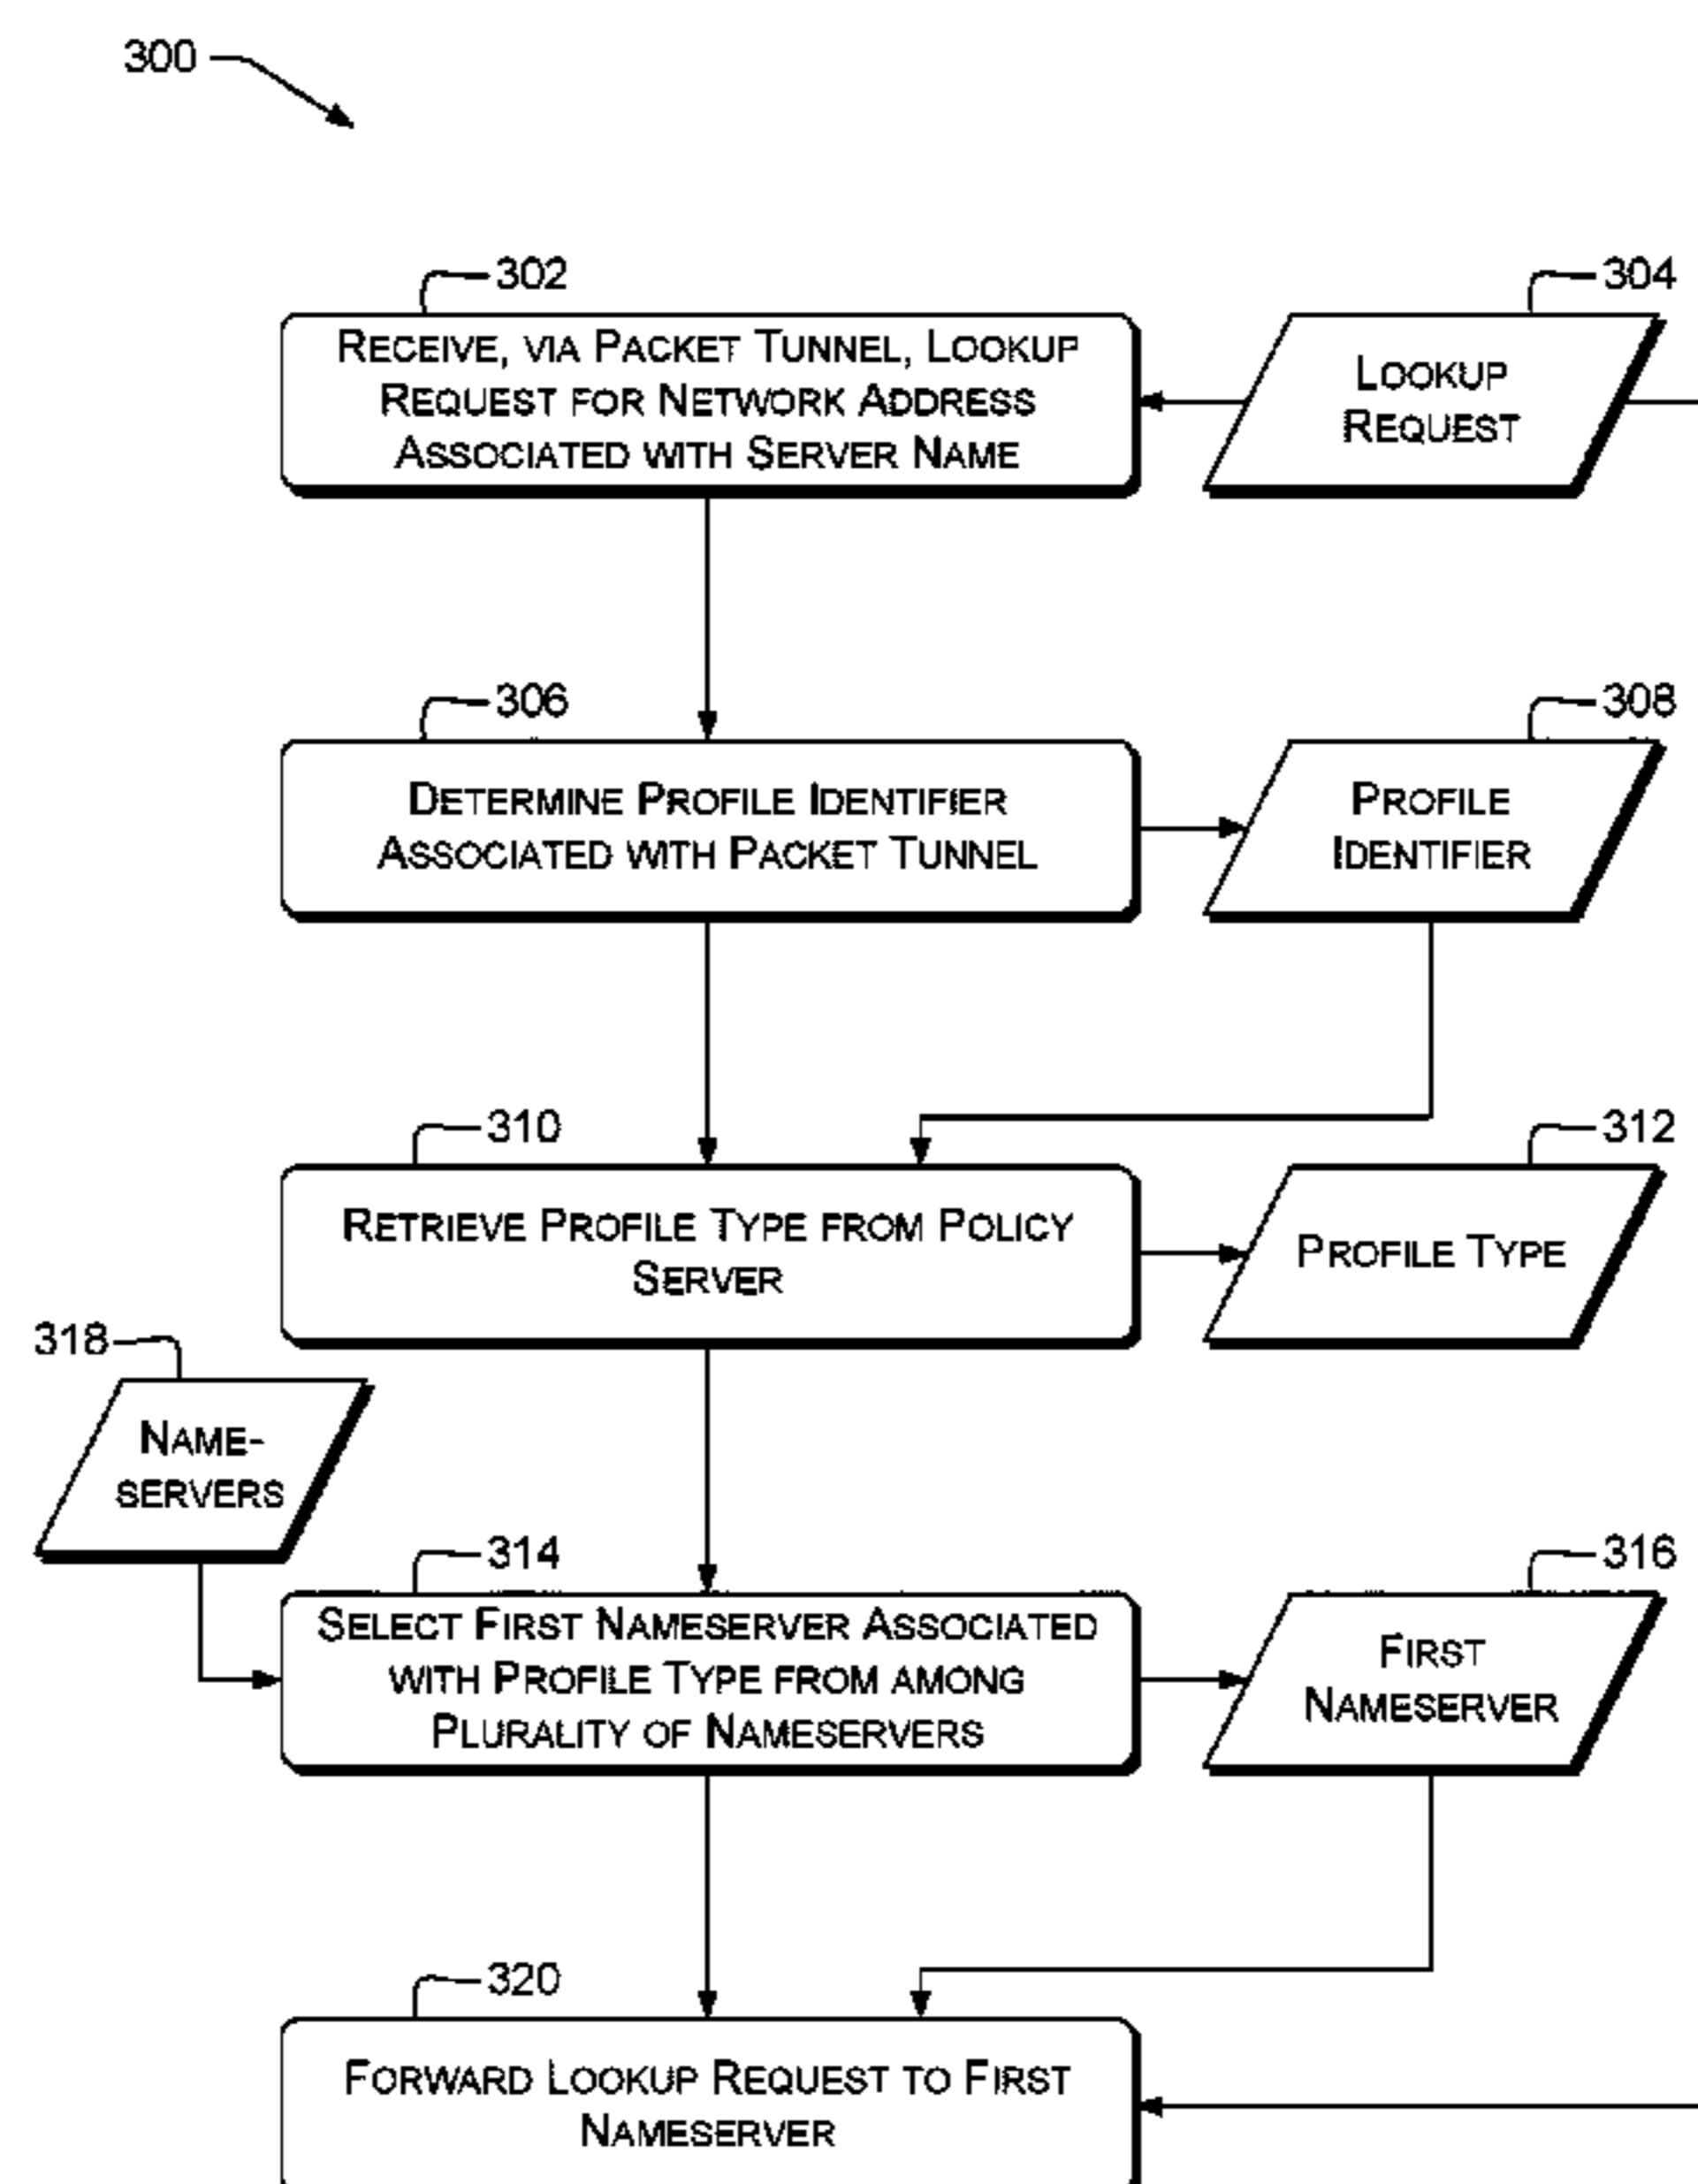 300
302
304
RECEIVE, VIA PACKET TUNNEL, LOOKUP
REQUEST FOR NETWORK ADDRESS
ASSOCIATED WITH SERVER NAME
LOOKUP
REQUEST
306
308
DETERMINE PROFILE IDENTIFIER
ASSOCIATED WITH PACKET TUNNEL
PROFILE
IDENTIFIER
310
312
RETRIEVE PROFILE TYPE FROM POLICY
SERVER
PROFILE TYPE
318
NAME-
SERVERS
314
316
SELECT FIRST NAMESERVER ASSOCIATED
WITH PROFILE TYPE FROM AMONG
PLURALITY OF NAMESERVERS
FIRST
NAMESERVER
320
FORWARD LOOKUP REQUEST TO FIRST
NAMESERVER